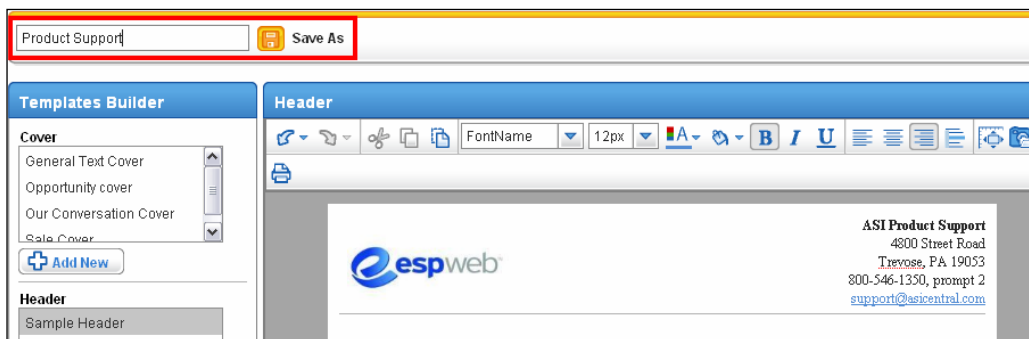 Product Support
Save As
Templates Builder
Cover
General Text Cover
Opportunity cover
Our Conversation Cover
Sale Cover
Add New
Header
Sample Header
Header
FontName
12px
A
B I U
espweb
ASI Product Support
4800 Street Road
Trevose, PA 19053
800-546-1350, prompt 2
support@asicentral.com